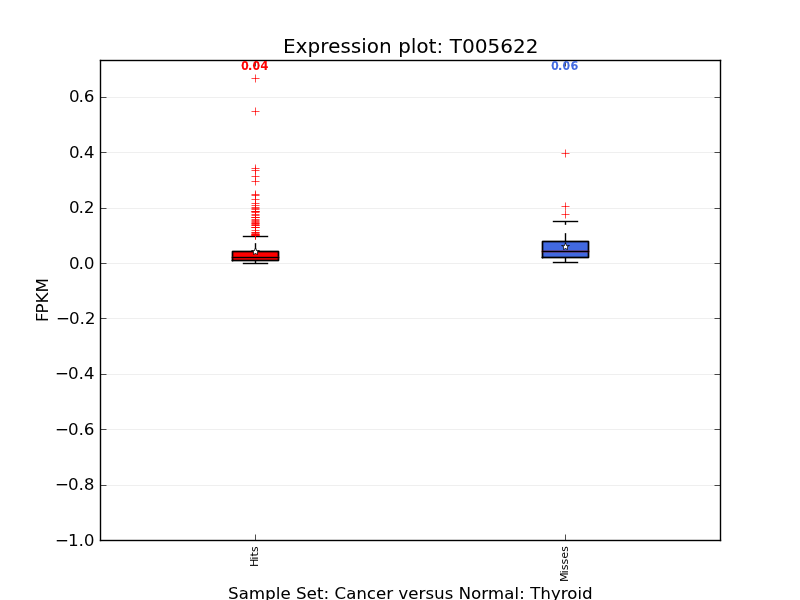 Expression plot: T005622
0.04 0.06
0.6
0.4
0.2
0.0
−0.2
−0.4
−0.6
−0.8
−1.0
FPKM
Hits Misses
Sample Set: Cancer versus Normal: Thyroid